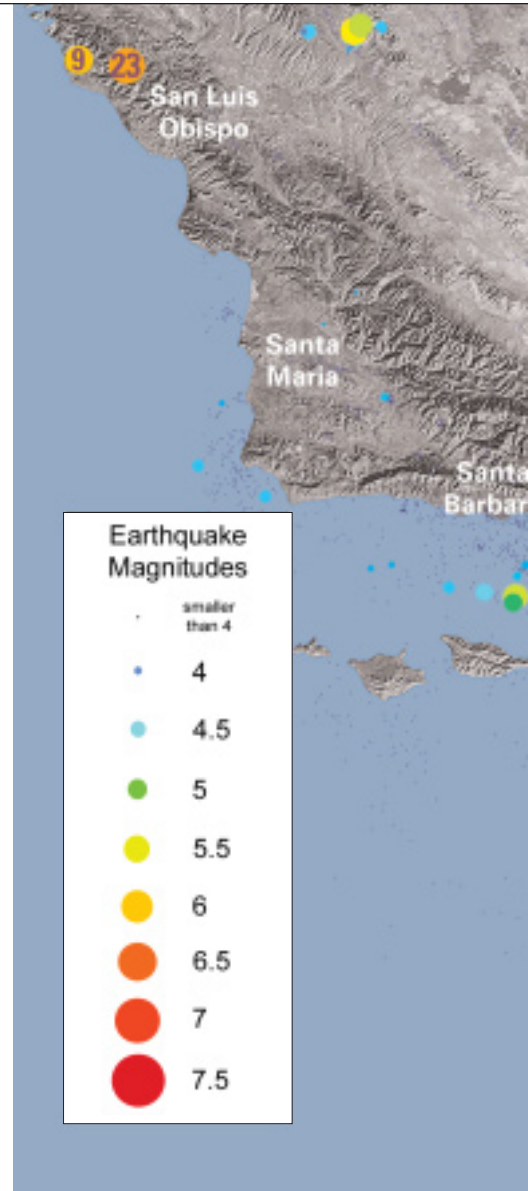 9
23
San Luis
Obispo
Santa
Maria
Santa
Barbar
Earthquake
Magnitudes
smaller
than 4
4
4.5
5
5.5
6
6.5
7
7.5